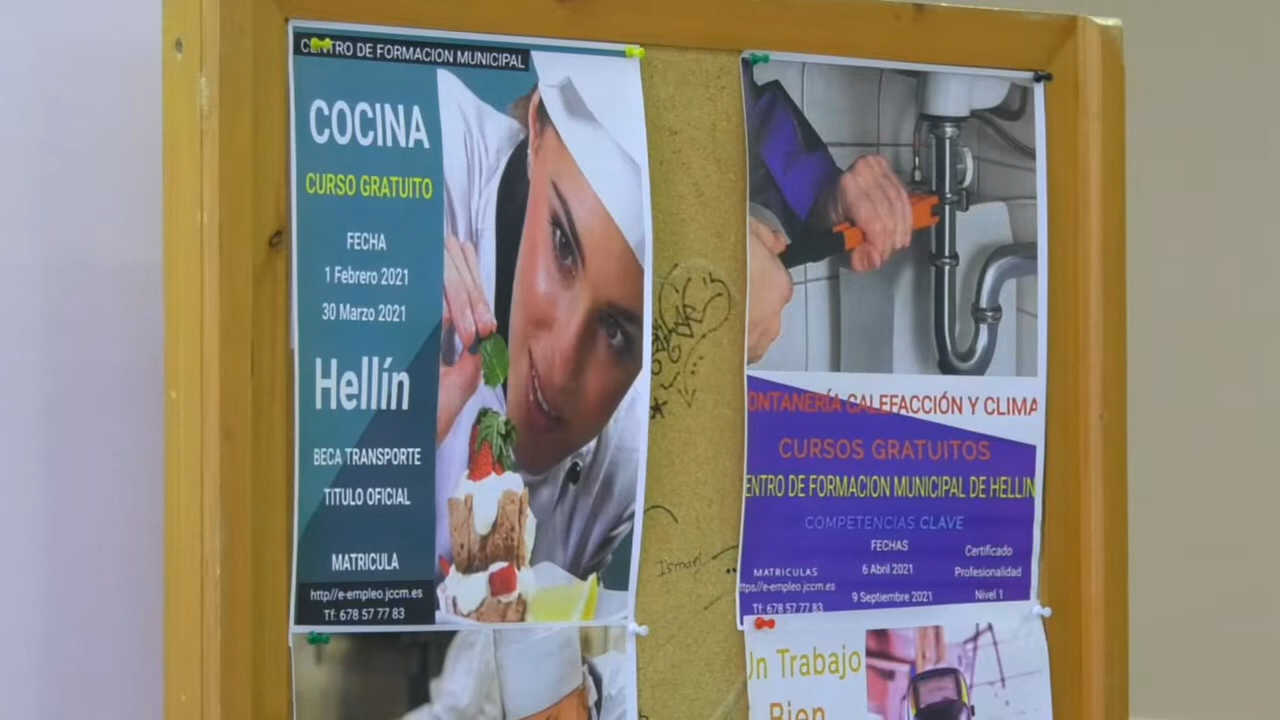 CENTRO DE FORMACION MUNICIPAL
COCINA
CURSO GRATUITO
FECHA
1 Febrero 2021
30 Marzo 2021
Hellín
BECA TRANSPORTE
TITULO OFICIAL
MATRICULA
http//e-empleo.jccm.es
Tf: 678 57 77 83
ONTANERÍA CALEFACCIÓN Y CLIMA
CURSOS GRATUITOS
ENTRO DE FORMACION MUNICIPAL DE HELLIN
COMPETENCIAS CLAVE
FECHAS
6 Abril 2021
9 Septiembre 2021
MATRICULAS
ttps//e-empleo.jccm.es
Tf: 678 57 77 83
Certificado
Profesionalidad
Nivel 1
Un Trabajo
Bien
Ismael